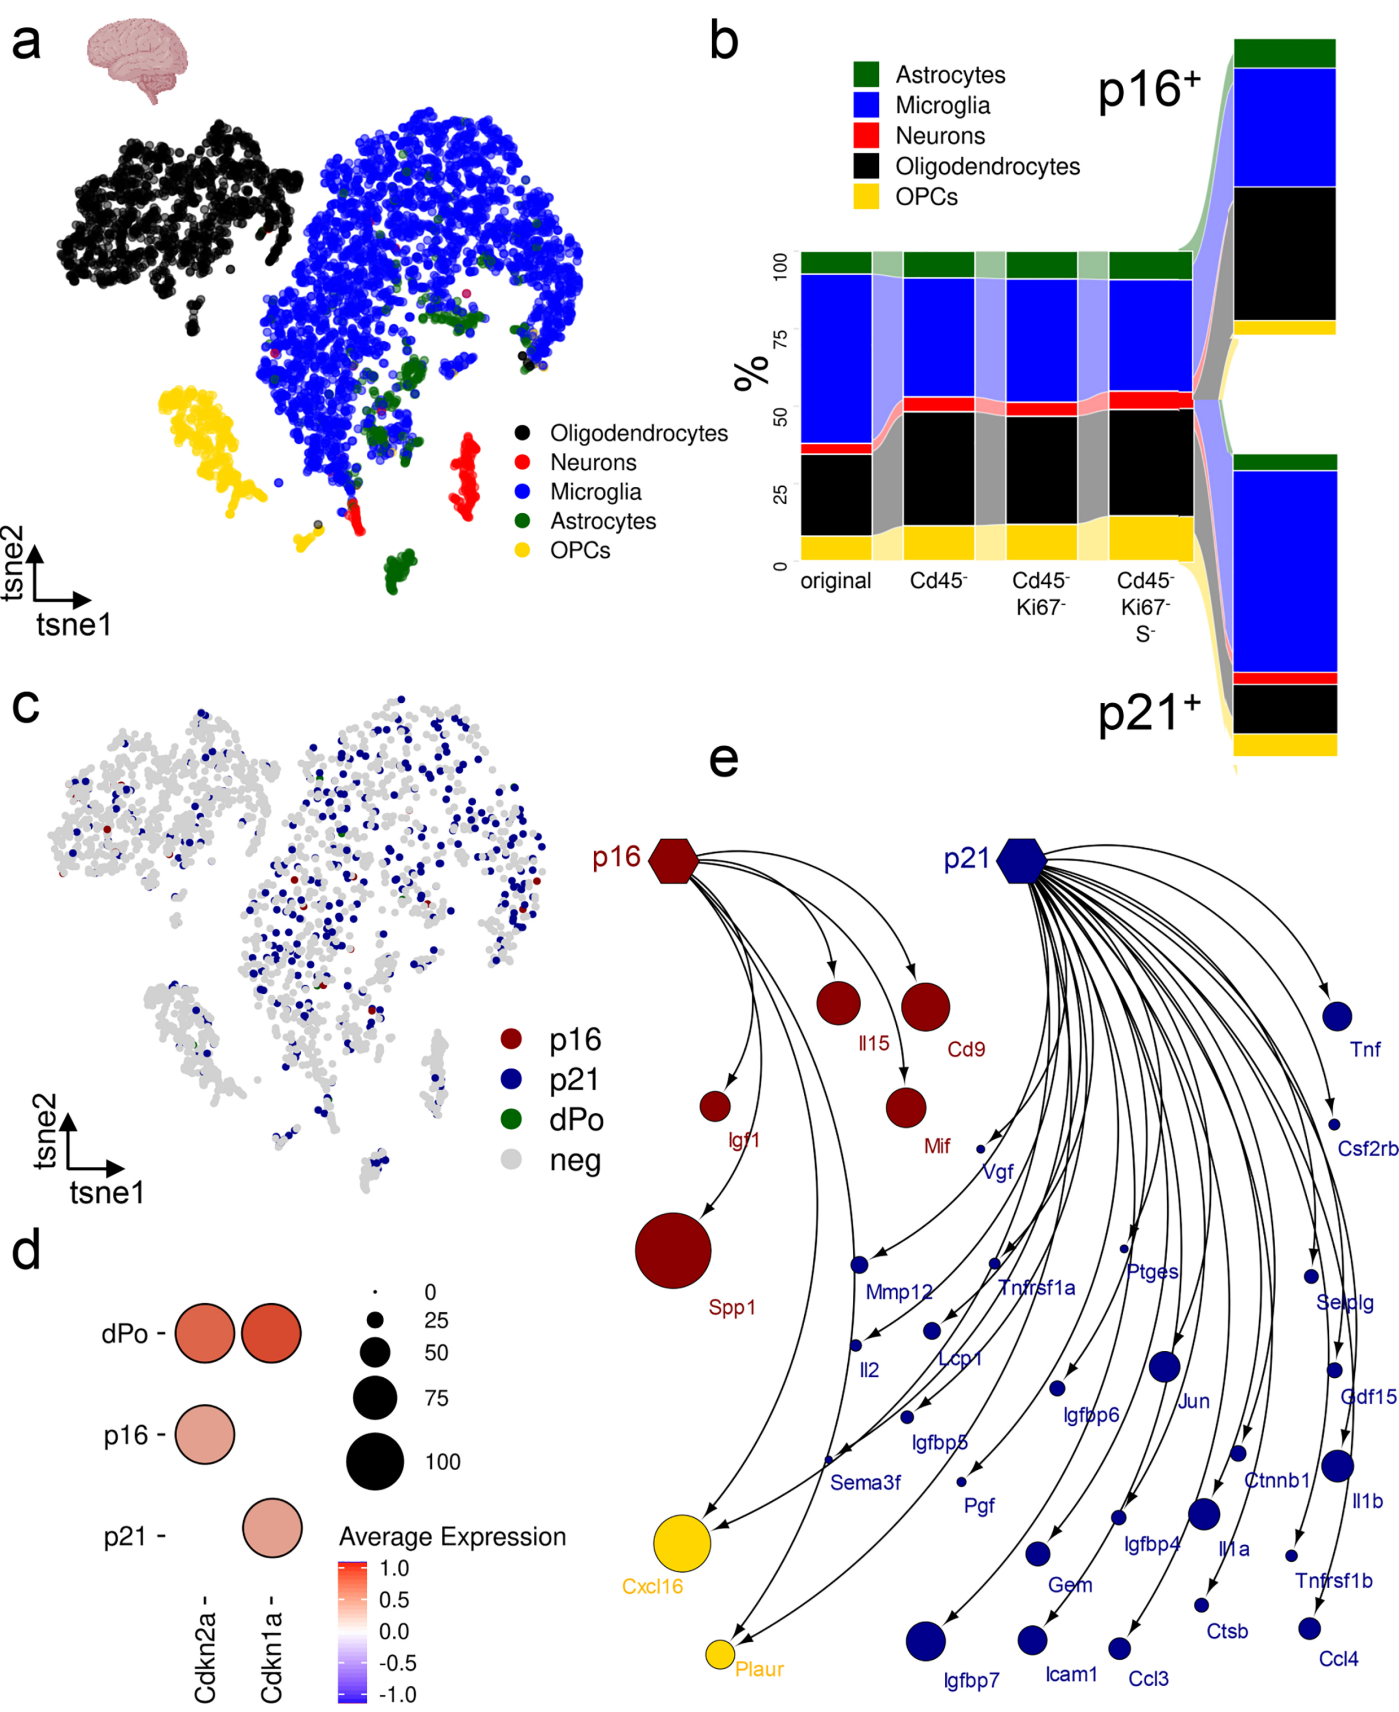 a
tsne2
tsne1
Oligodendrocytes
Neurons
Microglia
Astrocytes
OPCs
b
Astrocytes
Microglia
Neurons
Oligodendrocytes
OPCs
p16+
p21+
%
100
75
50
25
0
original
Cd45-
Cd45-
Ki67-
Cd45-
Ki67-
S-
c
tsne2
tsne1
p16
p21
dPo
neg
d
dPo -
p16 -
p21 -
Cdkn2a -
Cdkn1a -
0
25
50
75
100
Average Expression
1.0
0.5
0.0
-0.5
-1.0
e
p16
p21
Il15
Cd9
Tnf
Igf1
Mif
Csf2rb
Vgf
Spp1
Mmp12
Tnfrsf1a
Ptges
Selplg
Il2
Lcp1
Igfbp6
Jun
Gdf15
Igfbp5
Sema3f
Pgf
Ctnnb1
Il1b
Igfbp4
Il1a
Cxcl16
Gem
Tnfrsf1b
Plaur
Igfbp7
Icam1
Ccl3
Ctsb
Ccl4